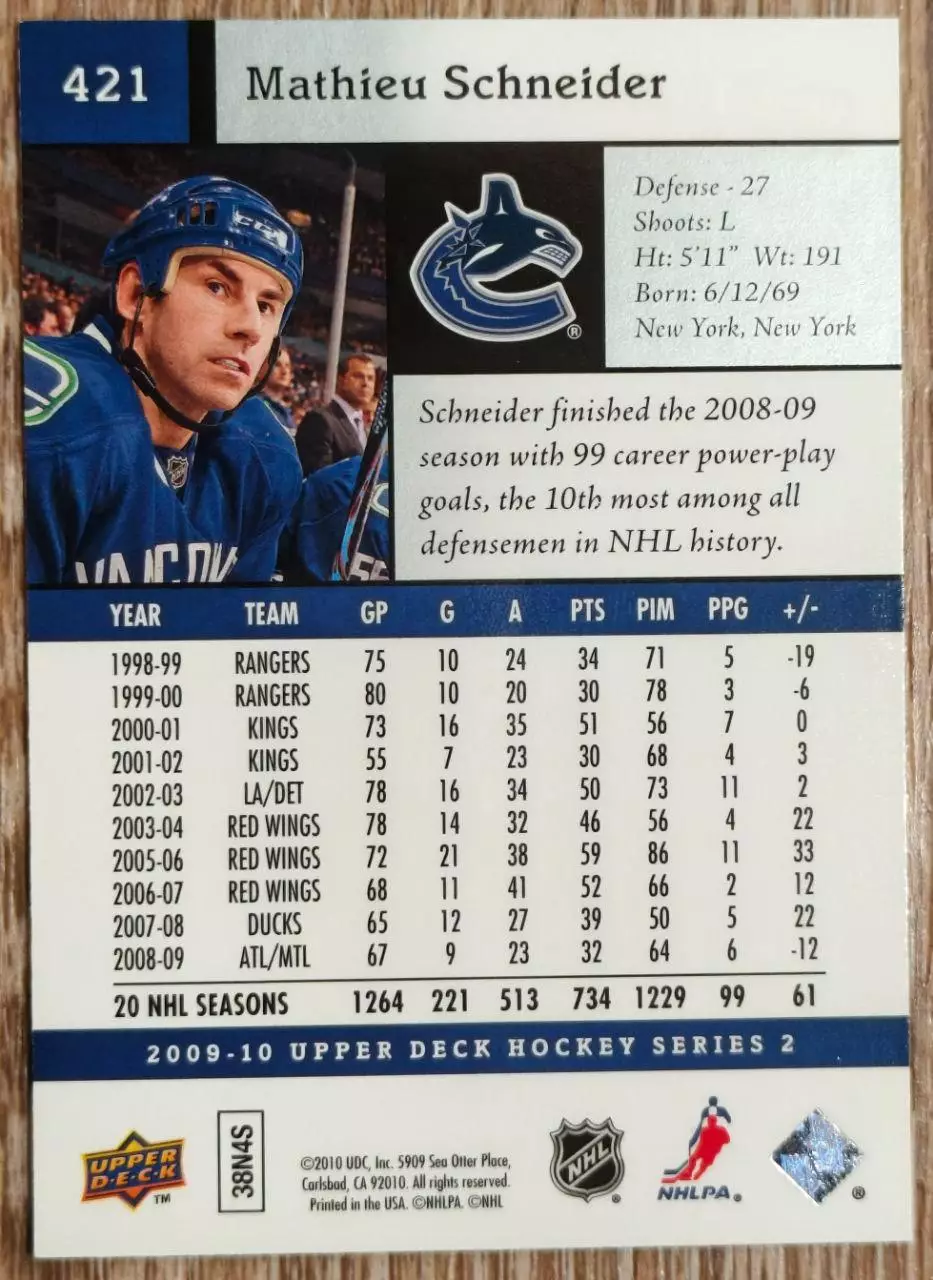 421
Mathieu Schneider
CCM
Defense - 27
Shoots: L
Ht: 5'11" Wt: 191
Born: 6/12/69
New York, New York
®
Schneider finished the 2008-09
season with 99 career power-play
goals, the 10th most among all
defensemen in NHL history.
YEAR TEAM GP G A PTS PIM PPG +/-
1998-99 RANGERS 75 10 24 34 71 5 -19
1999-00 RANGERS 80 10 20 30 78 3 -6
2000-01 KINGS 73 16 35 51 56 7 0
2001-02 KINGS 55 7 23 30 68 4 3
2002-03 LA/DET 78 16 34 50 73 11 2
2003-04 RED WINGS 78 14 32 46 56 4 22
2005-06 RED WINGS 72 21 38 59 86 11 33
2006-07 RED WINGS 68 11 41 52 66 2 12
2007-08 DUCKS 65 12 27 39 50 5 22
2008-09 ATL/MTL 67 9 23 32 64 6 -12
20 NHL SEASONS 1264 221 513 734 1229 99 61
2009-10 UPPER DECK HOCKEY SERIES 2
UPPER
D·E·C·K
TM
38N4S
©2010 UDC, Inc. 5909 Sea Otter Place,
Carlsbad, CA 92010. All rights reserved.
Printed in the USA. ©NHLPA. ©NHL
NHL®
NHLPA®
®